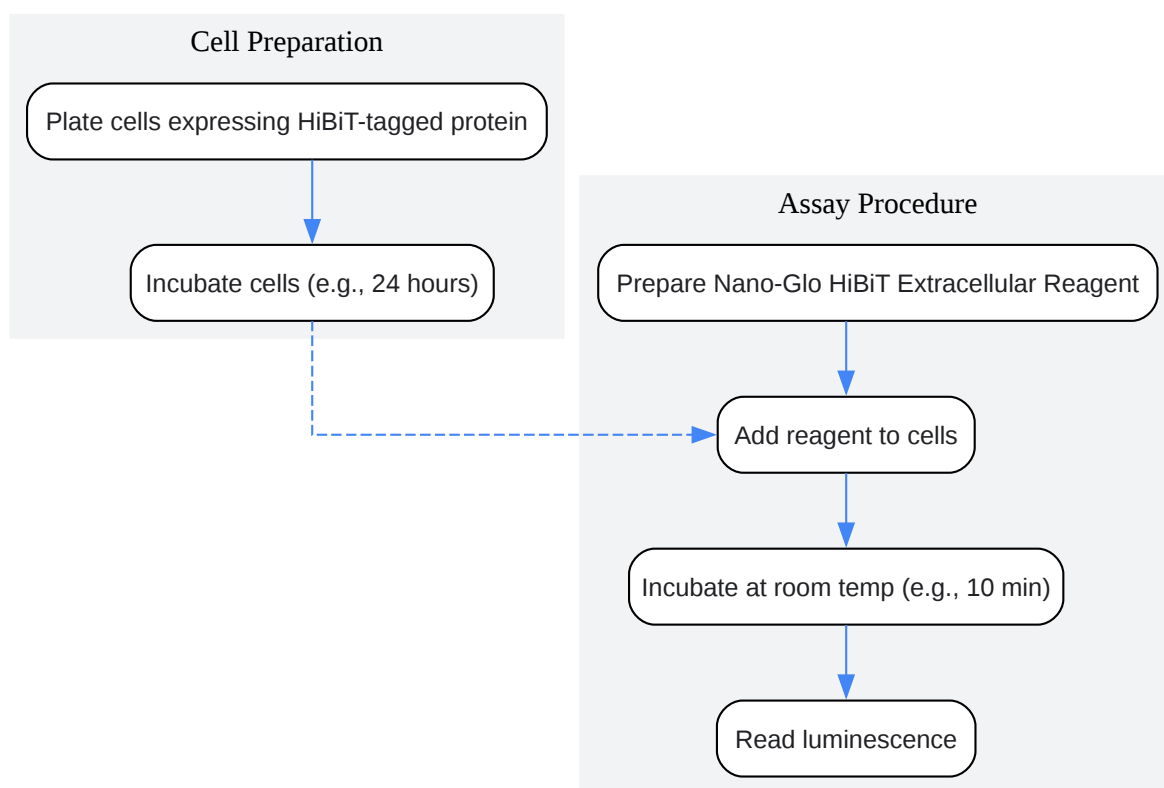 Cell Preparation
Plate cells expressing HiBiT-tagged protein
Incubate cells (e.g., 24 hours)
Assay Procedure
Prepare Nano-Glo HiBiT Extracellular Reagent
Add reagent to cells
Incubate at room temp (e.g., 10 min)
Read luminescence